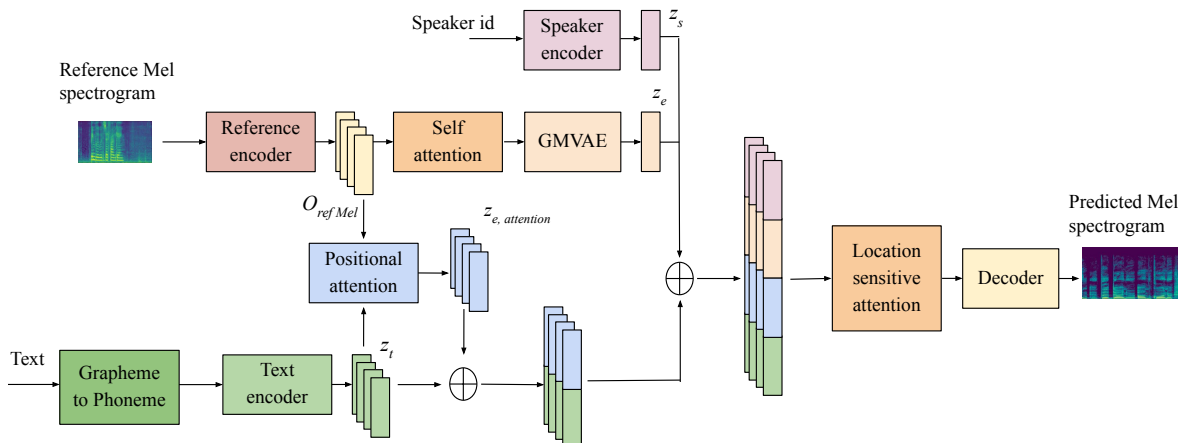 Speaker id
Speaker
encoder
z_s
Reference Mel
spectrogram
Reference
encoder
Self
attention
GMVAE
z_e
O_ref Mel
z_e, attention
Positional
attention
Location
sensitive
attention
Decoder
Predicted Mel
spectrogram
Text
Grapheme
to Phoneme
Text
encoder
z_t